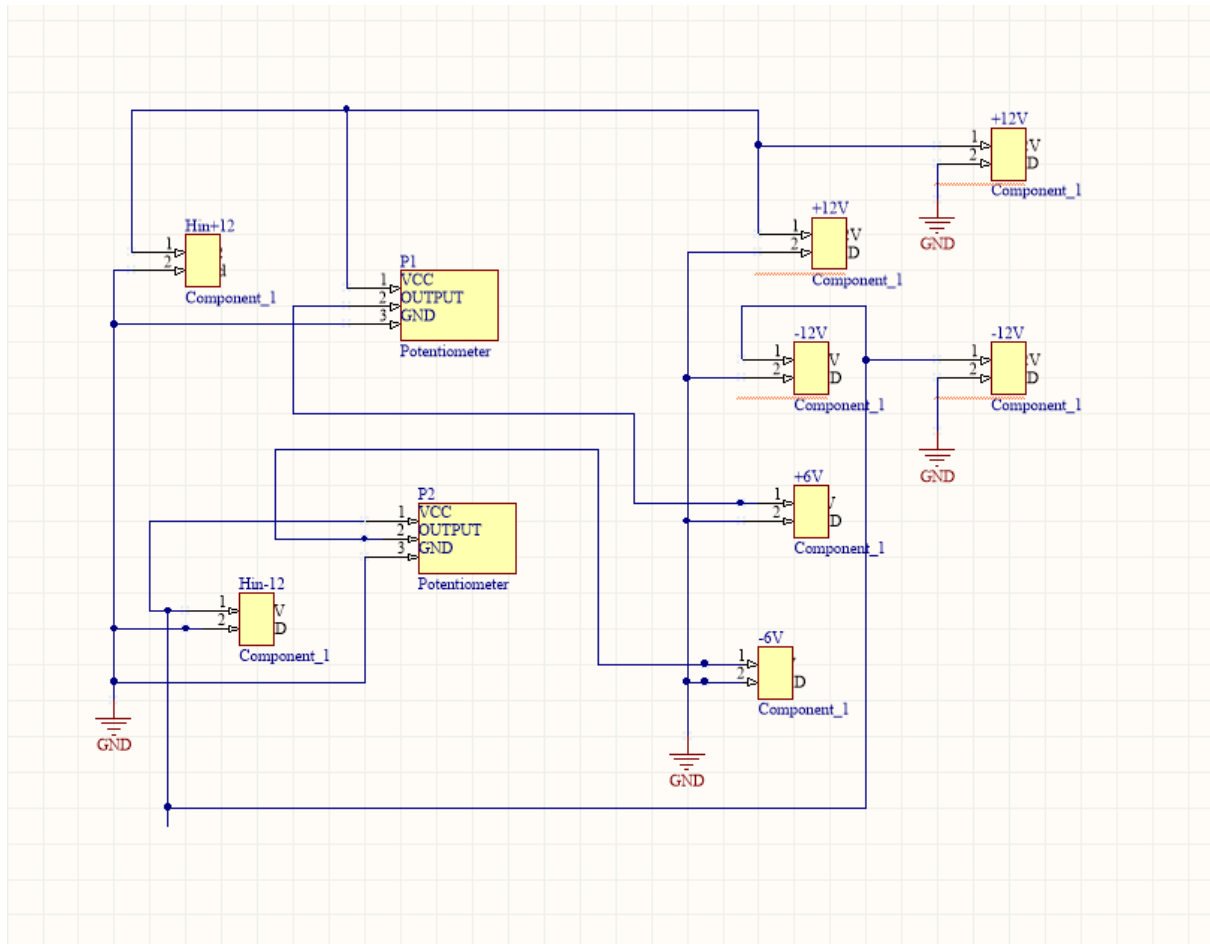 +12V
1
2
V
D
Component_1
GND
+12V
1
2
V
D
Component_1
Hin+12
1
2
Component_1
P1
1 VCC
2 OUTPUT
3 GND
Potentiometer
-12V
1
2
V
D
Component_1
-12V
1
2
V
D
Component_1
GND
+6V
1
2
V
D
Component_1
P2
1 VCC
2 OUTPUT
3 GND
Potentiometer
Hin-12
1
2
V
D
Component_1
-6V
1
2
D
Component_1
GND
GND